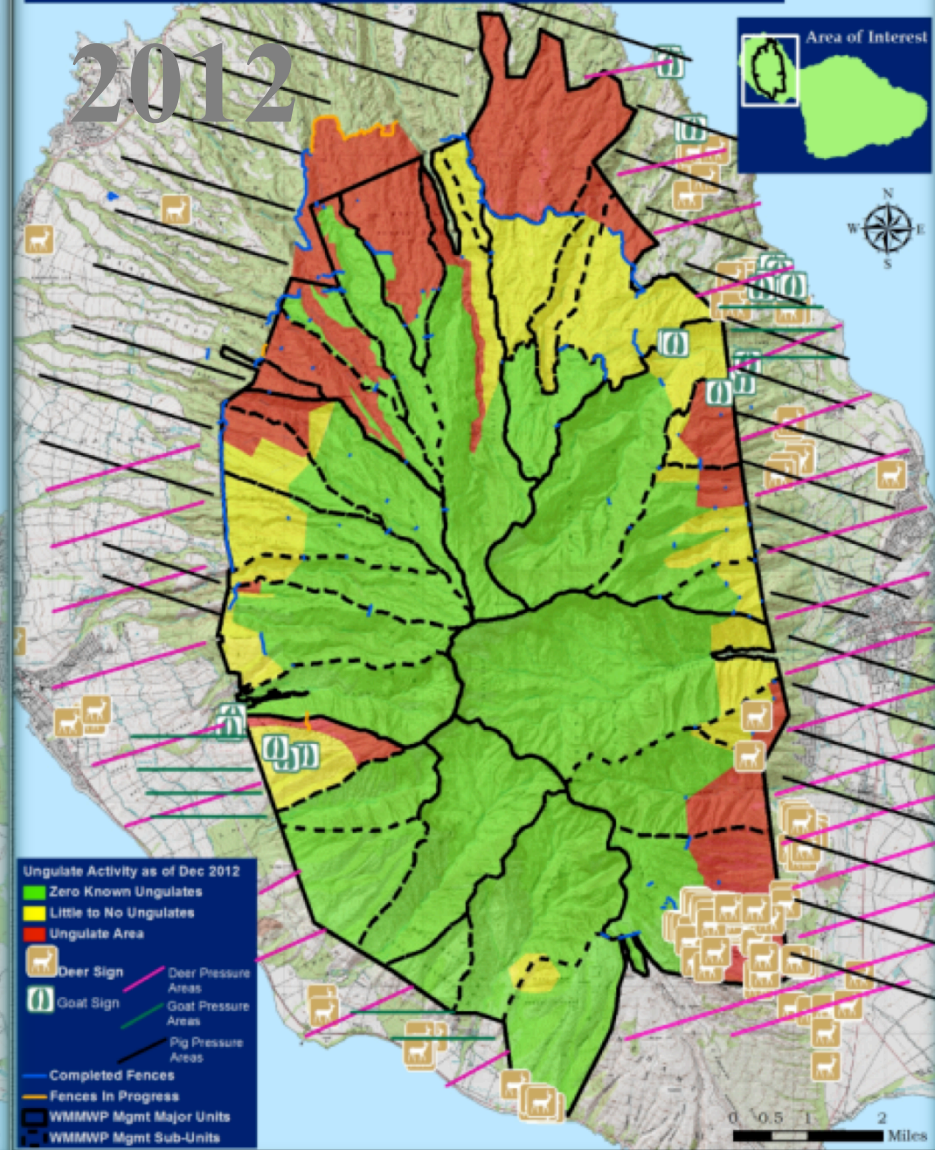 2012
Area of Interest
N
W E
S
Ungulate Activity as of Dec 2012
Zero Known Ungulates
Little to No Ungulates
Ungulate Area
Deer Sign
Deer Pressure
Areas
Goat Sign
Goat Pressure
Areas
Pig Pressure
Areas
Completed Fences
Fences In Progress
WMMWP Mgmt Major Units
WMMWP Mgmt Sub-Units
0 0.5 1 2
Miles